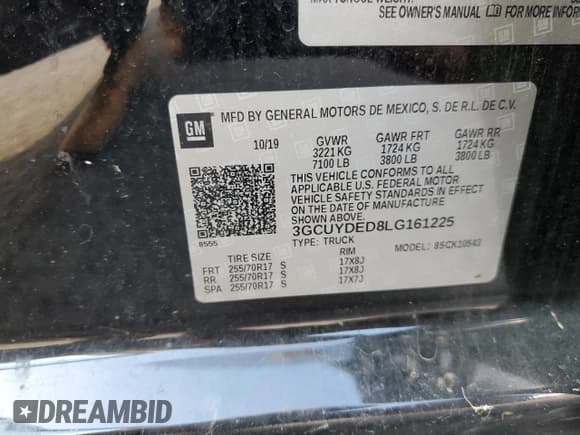 SEE OWNER'S MANUAL FOR MORE INFOR
GM
MFD BY GENERAL MOTORS DE MEXICO, S. DE R.L. DE C.V.
10/19 GVWR GAWR FRT GAWR RR
3221 KG 1724 KG 1724 KG
7100 LB 3800 LB 3800 LB
THIS VEHICLE CONFORMS TO ALL
APPLICABLE U.S. FEDERAL MOTOR
VEHICLE SAFETY STANDARDS IN EFFECT ON
THE DATE OF MANUFACTURE
SHOWN ABOVE.
3GCUYDED8LG161225
8555
TYPE: TRUCK MODEL: 85CK10543
TIRE SIZE RIM
FRT 255/70R17 S 17X8J
RR 255/70R17 S 17X8J
SPA 255/70R17 S 17X7J
DREAMBID